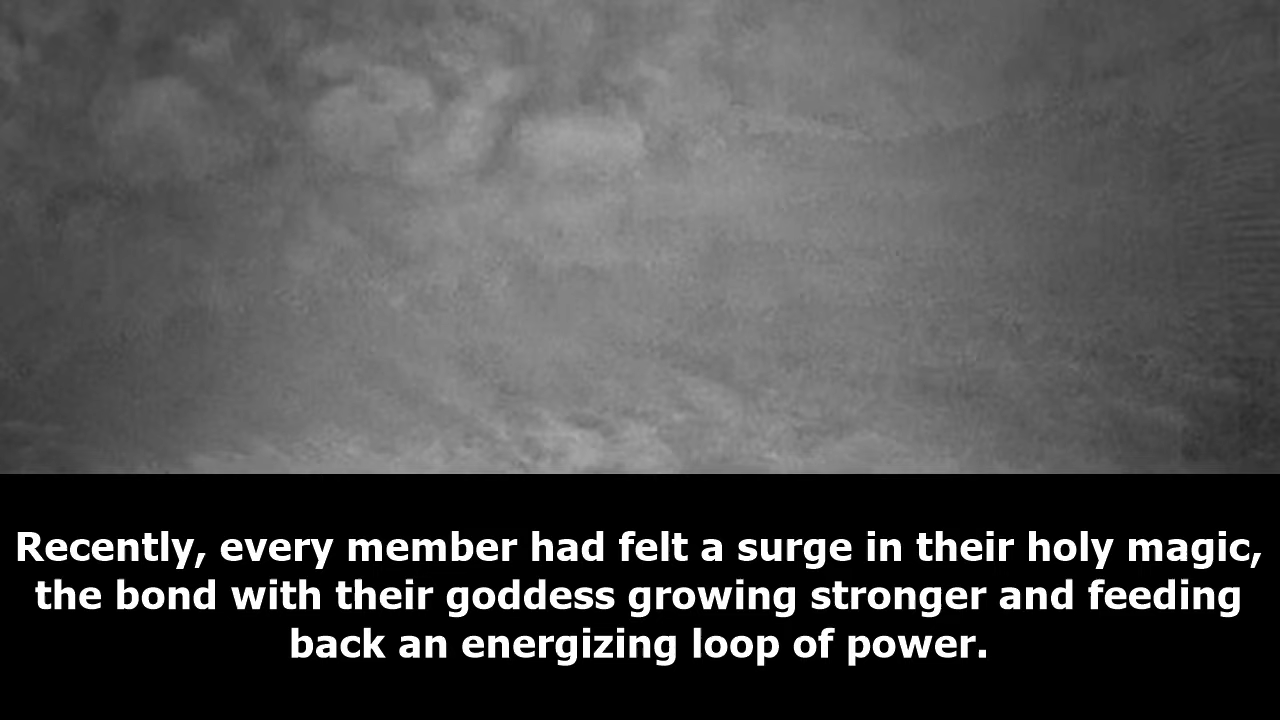 Recently, every member had felt a surge in their holy magic,
the bond with their goddess growing stronger and feeding
back an energizing loop of power.